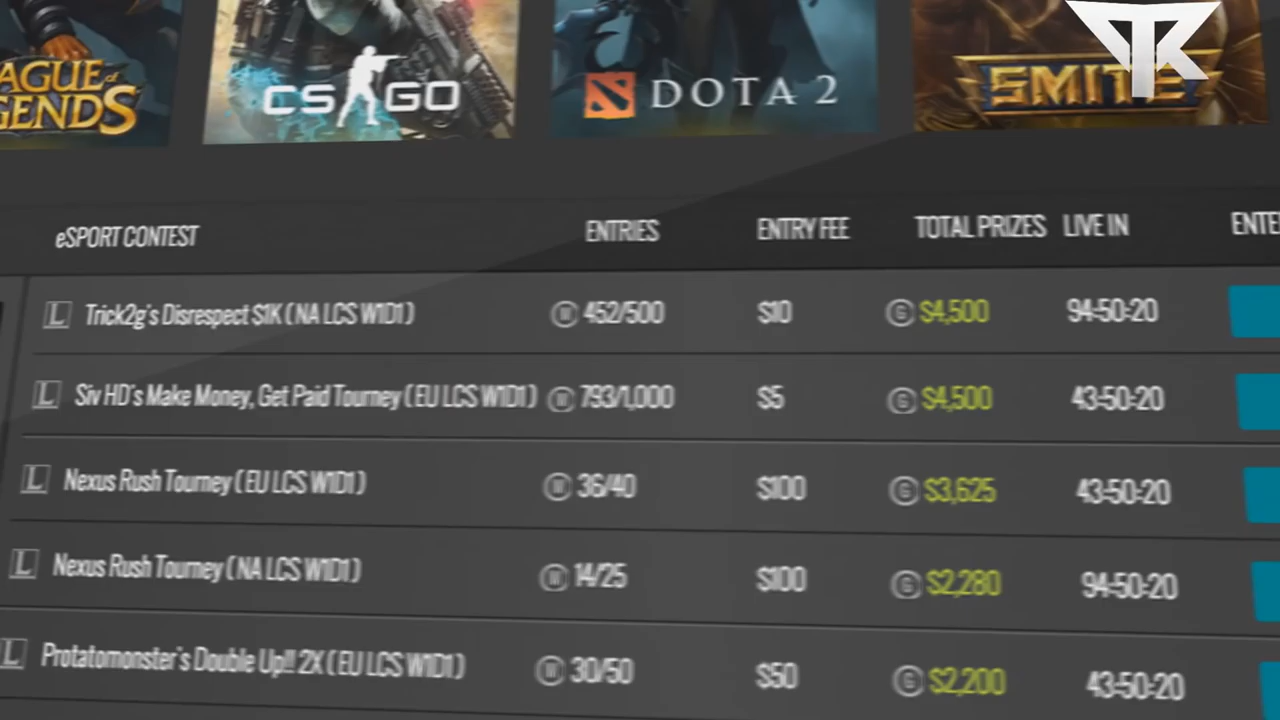 AGUE of
GENDS
CS GO
DOTA 2
SMITE
TK
eSPORT CONTEST ENTRIES ENTRY FEE TOTAL PRIZES LIVE IN ENTE
L Trick2g's Disrespect $1K ( NA LCS W1D1 ) W 452/500 $10 G $4,500 94:50:20
L Siv HD's Make Money, Get Paid Tourney ( EU LCS W1D1 ) W 793/1,000 $5 G $4,500 43:50:20
L Nexus Rush Tourney ( EU LCS W1D1 ) W 36/40 $100 G $3,625 43:50:20
L Nexus Rush Tourney ( NA LCS W1D1 ) W 14/25 $100 G $2,280 94:50:20
L Protatomonster's Double Up!! 2X ( EU LCS W1D1 ) W 30/50 $50 G $2,200 43:50:20